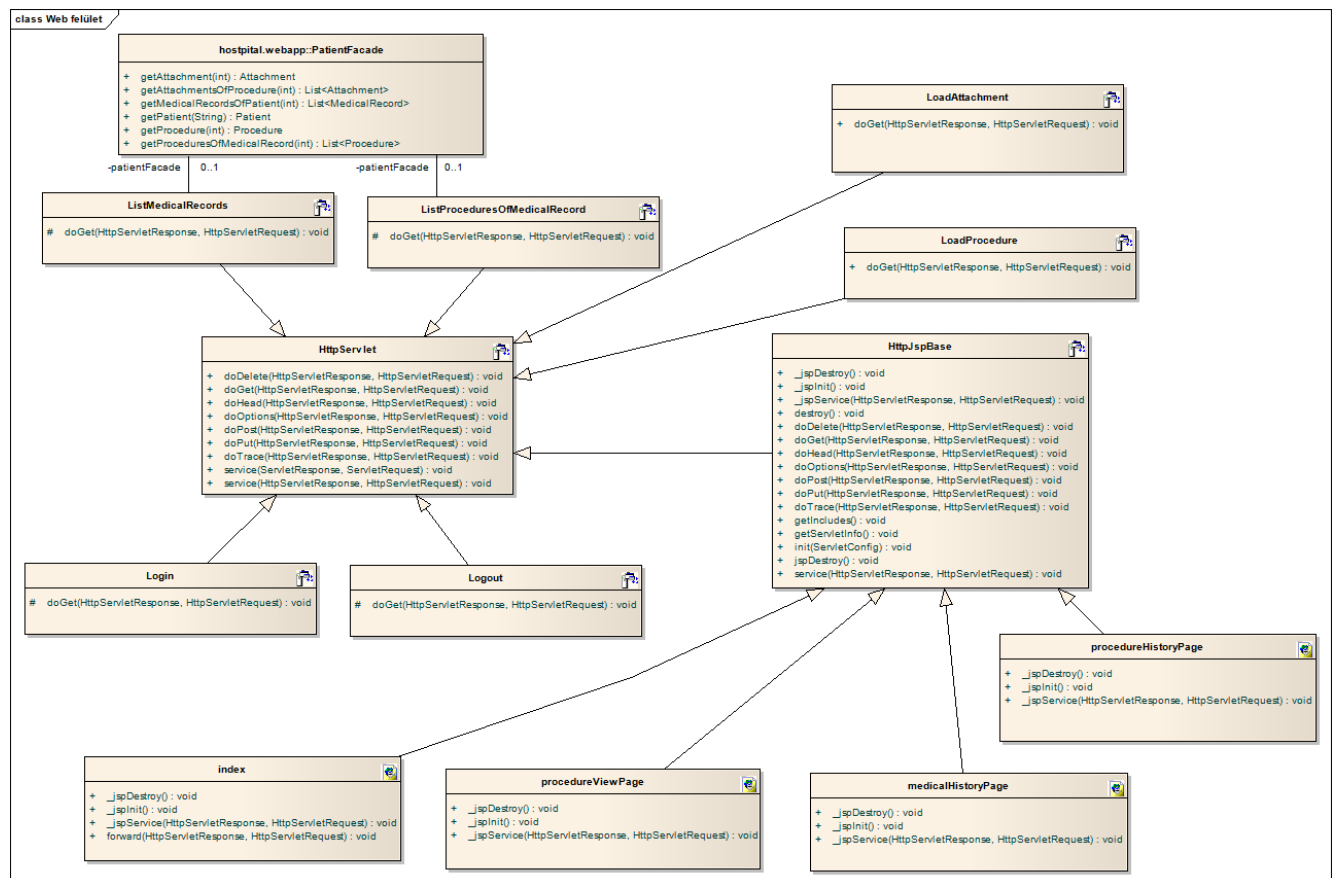 class Web felület
hostpital.webapp::PatientFacade
+ getAttachment(int) : Attachment
+ getAttachmentsOfProcedure(int) : List<Attachment>
+ getMedicalRecordsOfPatient(int) : List<MedicalRecord>
+ getPatient(String) : Patient
+ getProcedure(int) : Procedure
+ getProceduresOfMedicalRecord(int) : List<Procedure>
-patientFacade 0..1
-patientFacade 0..1
LoadAttachment
+ doGet(HttpServletResponse, HttpServletRequest) : void
ListMedicalRecords
# doGet(HttpServletResponse, HttpServletRequest) : void
ListProceduresOfMedicalRecord
# doGet(HttpServletResponse, HttpServletRequest) : void
LoadProcedure
+ doGet(HttpServletResponse, HttpServletRequest) : void
HttpServlet
+ doDelete(HttpServletResponse, HttpServletRequest) : void
+ doGet(HttpServletResponse, HttpServletRequest) : void
+ doHead(HttpServletResponse, HttpServletRequest) : void
+ doOptions(HttpServletResponse, HttpServletRequest) : void
+ doPost(HttpServletResponse, HttpServletRequest) : void
+ doPut(HttpServletResponse, HttpServletRequest) : void
+ doTrace(HttpServletResponse, HttpServletRequest) : void
+ service(ServletResponse, ServletRequest) : void
+ service(HttpServletResponse, HttpServletRequest) : void
HttpJspBase
+ _jspDestroy() : void
+ _jspInit() : void
+ _jspService(HttpServletResponse, HttpServletRequest) : void
+ destroy() : void
+ doDelete(HttpServletResponse, HttpServletRequest) : void
+ doGet(HttpServletResponse, HttpServletRequest) : void
+ doHead(HttpServletResponse, HttpServletRequest) : void
+ doOptions(HttpServletResponse, HttpServletRequest) : void
+ doPost(HttpServletResponse, HttpServletRequest) : void
+ doPut(HttpServletResponse, HttpServletRequest) : void
+ doTrace(HttpServletResponse, HttpServletRequest) : void
+ getIncludes() : void
+ getServletInfo() : void
+ init(ServletConfig) : void
+ jspDestroy() : void
+ service(HttpServletResponse, HttpServletRequest) : void
Login
# doGet(HttpServletResponse, HttpServletRequest) : void
Logout
# doGet(HttpServletResponse, HttpServletRequest) : void
procedureHistoryPage
+ _jspDestroy() : void
+ _jspInit() : void
+ _jspService(HttpServletResponse, HttpServletRequest) : void
index
+ _jspDestroy() : void
+ _jspInit() : void
+ _jspService(HttpServletResponse, HttpServletRequest) : void
+ forward(HttpServletResponse, HttpServletRequest) : void
procedureViewPage
+ _jspDestroy() : void
+ _jspInit() : void
+ _jspService(HttpServletResponse, HttpServletRequest) : void
medicalHistoryPage
+ _jspDestroy() : void
+ _jspInit() : void
+ _jspService(HttpServletResponse, HttpServletRequest) : void